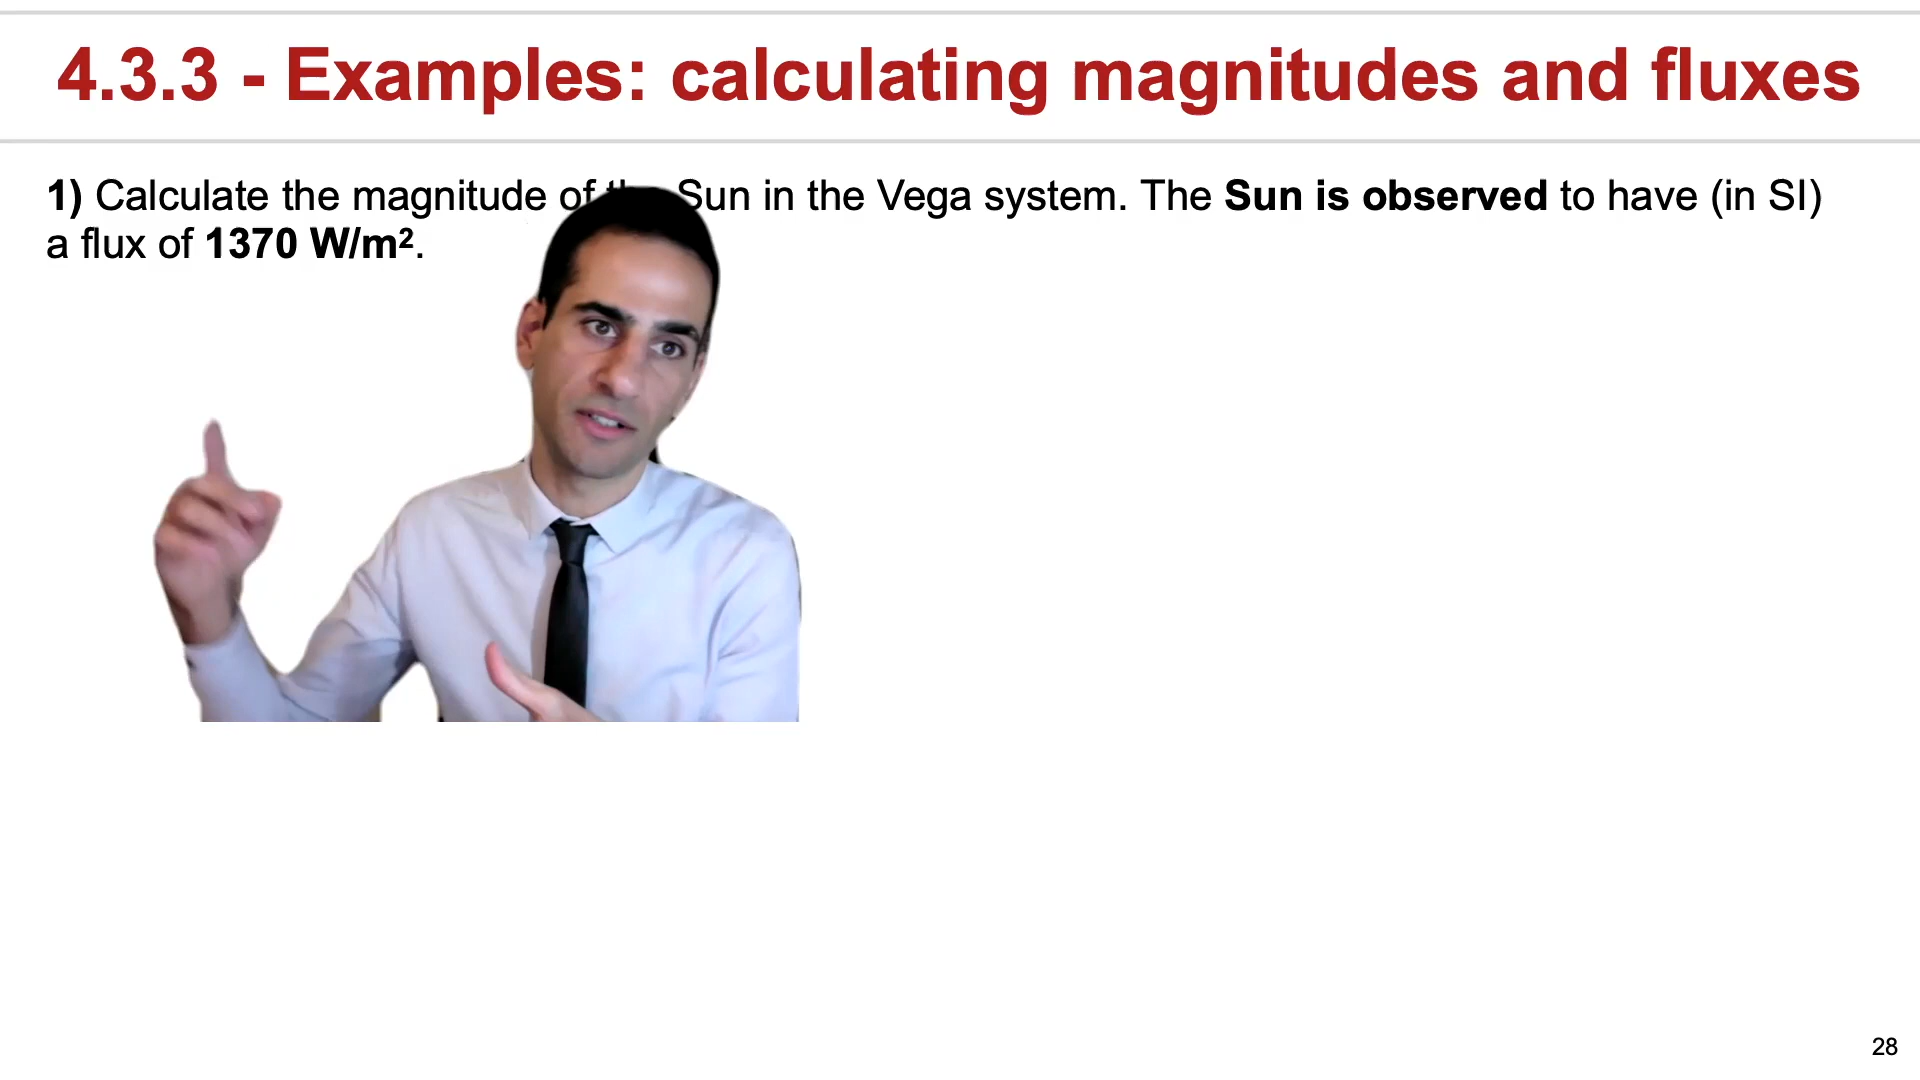 4.3.3 - Examples: calculating magnitudes and fluxes
1) Calculate the magnitude of the Sun in the Vega system. The Sun is observed to have (in SI)
a flux of 1370 W/m².
28